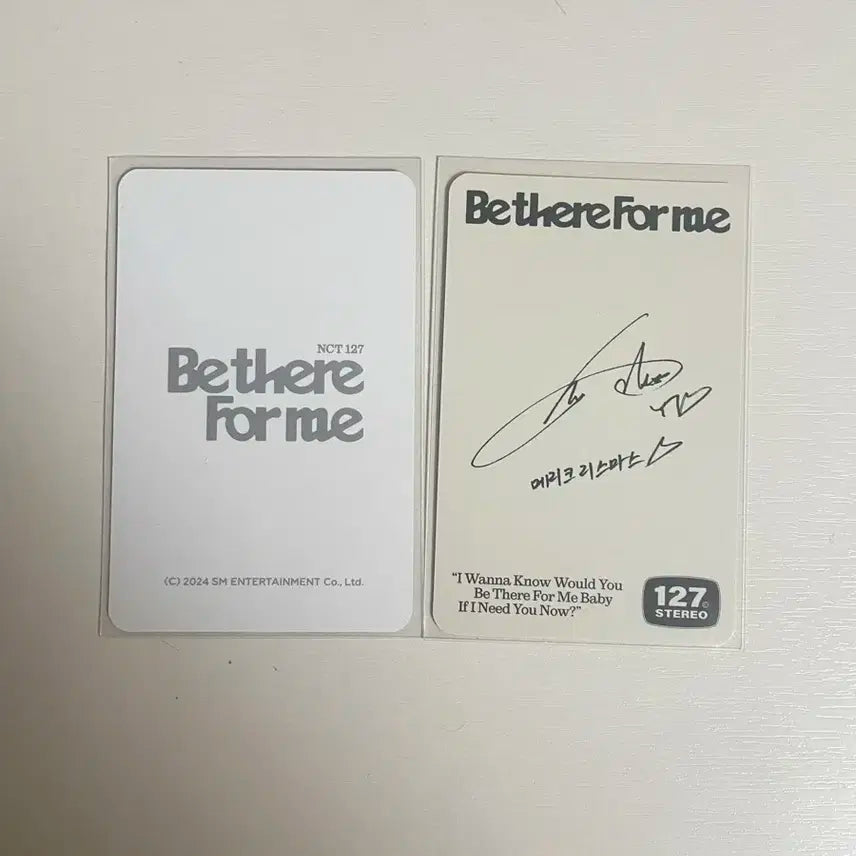 NCT 127
Be there
For me
(C) 2024 SM ENTERTAINMENT Co., Ltd.
Be there For me
메리크리스마스
"I Wanna Know Would You
Be There For Me Baby
If I Need You Now?"
127
STEREO